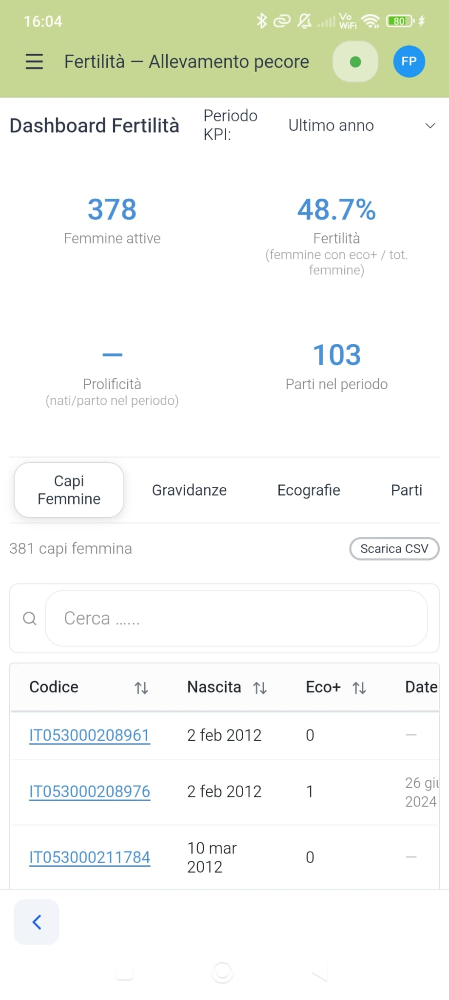 16:04
Vo
WiFi
80
Fertilità — Allevamento pecore
FP
Dashboard Fertilità
Periodo
KPI:
Ultimo anno
378
Femmine attive
48.7%
Fertilità
(femmine con eco+ / tot.
femmine)
—
Prolificità
(nati/parto nel periodo)
103
Parti nel periodo
Capi
Femmine
Gravidanze
Ecografie
Parti
381 capi femmina
Scarica CSV
Cerca ......
Codice
Nascita
Eco+
Date
IT053000208961
2 feb 2012
0
—
IT053000208976
2 feb 2012
1
26 giu
2024
IT053000211784
10 mar
2012
0
—